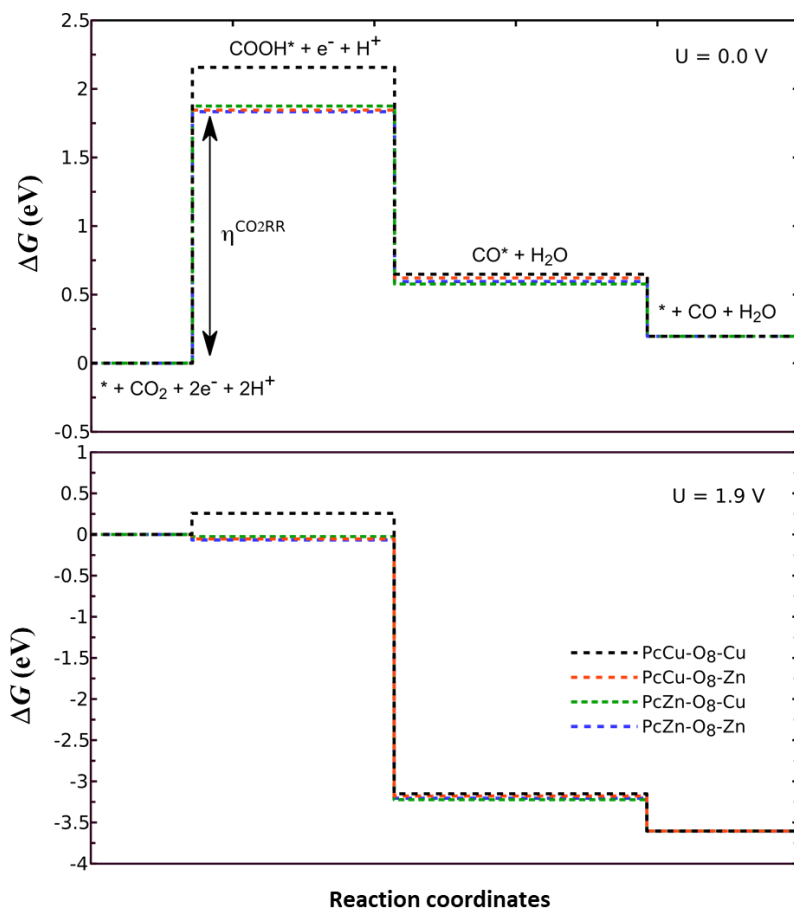 2.5
COOH* + e⁻ + H⁺
U = 0.0 V
2
1.5
ΔG (eV)
η^CO2RR
1
CO* + H₂O
0.5
* + CO + H₂O
0
* + CO₂ + 2e⁻ + 2H⁺
-0.5
1
U = 1.9 V
0.5
0
-0.5
-1
ΔG (eV)
-1.5
PcCu-O₈-Cu
PcCu-O₈-Zn
-2
PcZn-O₈-Cu
PcZn-O₈-Zn
-2.5
-3
-3.5
-4
Reaction coordinates